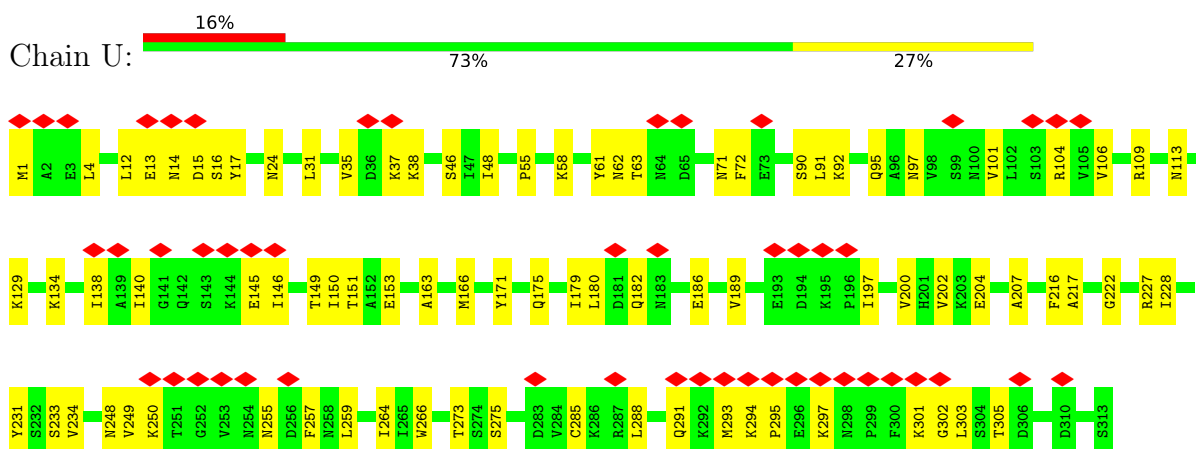 16%
Chain U:
73% 27%
M1 A2 E3 L4 L12 E13 N14 D15 S16 Y17 N24 L31 V35 D36 K37 K38 S46 I47 I48 P55 K58 Y61 N62 T63 N64 D65 N71 F72 E73 S90 L91 K92 Q95 A96 N97 V98 S99 N100 V101 L102 S103 R104 V105 V106 R109 N113
K129 K134 I138 A139 I140 G141 Q142 S143 K144 E145 I146 T149 I150 T151 A152 E153 A163 M166 Y171 Q175 I179 L180 D181 Q182 N183 E186 V189 E193 D194 K195 P196 I197 V200 H201 V202 K203 E204 A207 F216 A217 G222 R227 I228
Y231 S232 S233 V234 N248 V249 K250 T251 G252 V253 N254 N255 D256 F257 N258 L259 I264 I265 W266 T273 S274 S275 D283 V284 C285 K286 R287 L288 Q291 K292 M293 K294 P295 E296 K297 N298 P299 F300 K301 G302 L303 S304 T305 D306 D310 S313